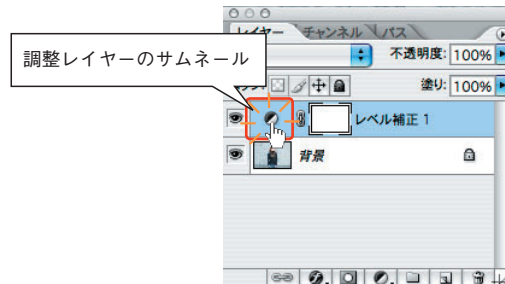 レイヤー チャンネル パス
調整レイヤーのサムネール
不透明度: 100%
塗り: 100%
レベル補正 1
背景